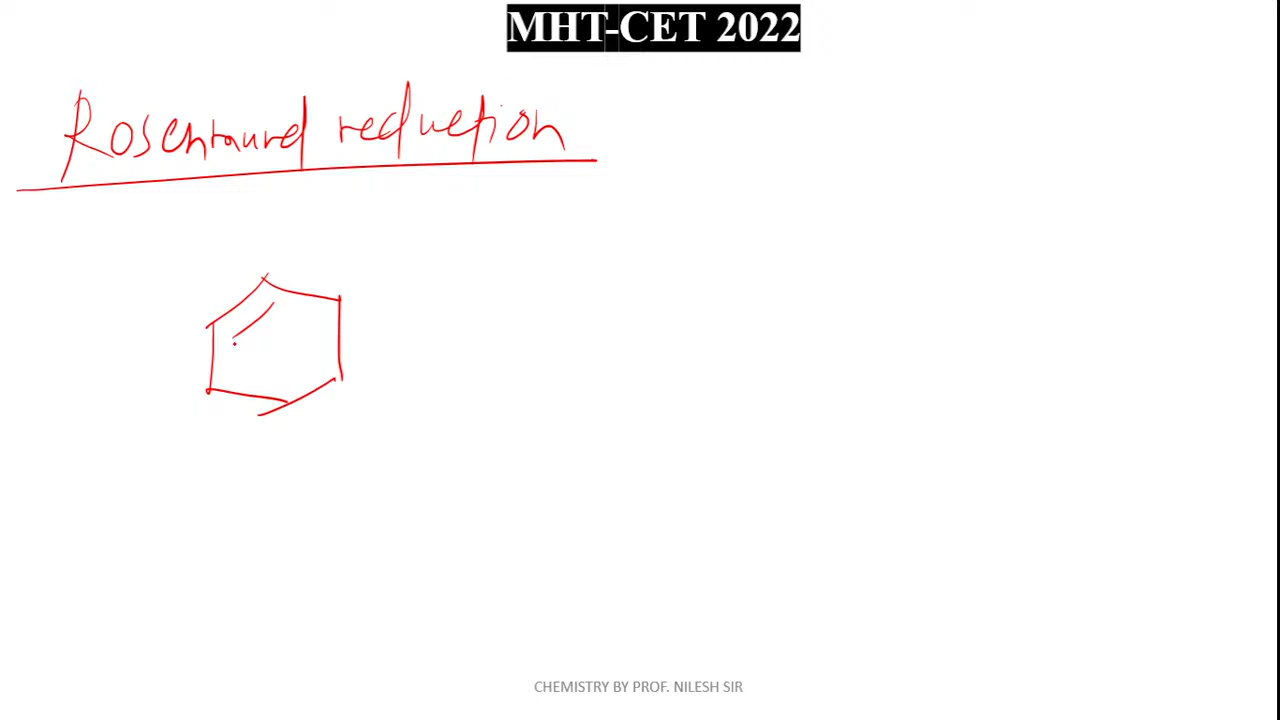 MHT-CET 2022
Rosenmund reduction
CHEMISTRY BY PROF. NILESH SIR